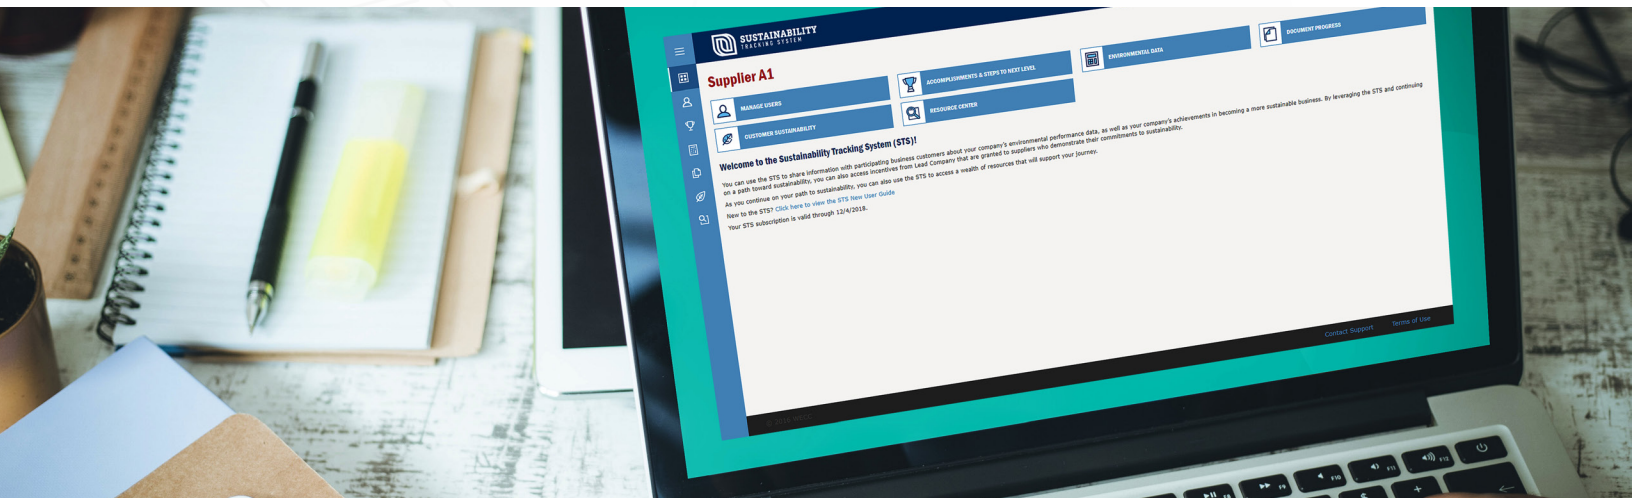 SUSTAINABILITY
TRACKING SYSTEM
Supplier A1
MANAGE USERS
ACCOMPLISHMENTS & STEPS TO NEXT LEVEL
ENVIRONMENTAL DATA
DOCUMENT PROGRESS
CUSTOMER SUSTAINABILITY
RESOURCE CENTER
Welcome to the Sustainability Tracking System (STS)!
You can use the STS to share information with participating business customers about your company's environmental performance data, as well as your company's achievements in becoming a more sustainable business. By leveraging the STS and continuing
on a path toward sustainability, you can also access incentives from Lead Company that are granted to suppliers who demonstrate their commitments to sustainability.
As you continue on your path to sustainability, you can also use the STS to access a wealth of resources that will support your journey.
New to the STS? Click here to view the STS New User Guide
Your STS subscription is valid through 12/4/2018.
Contact Support Terms of Use
F9
F10
F11
F12